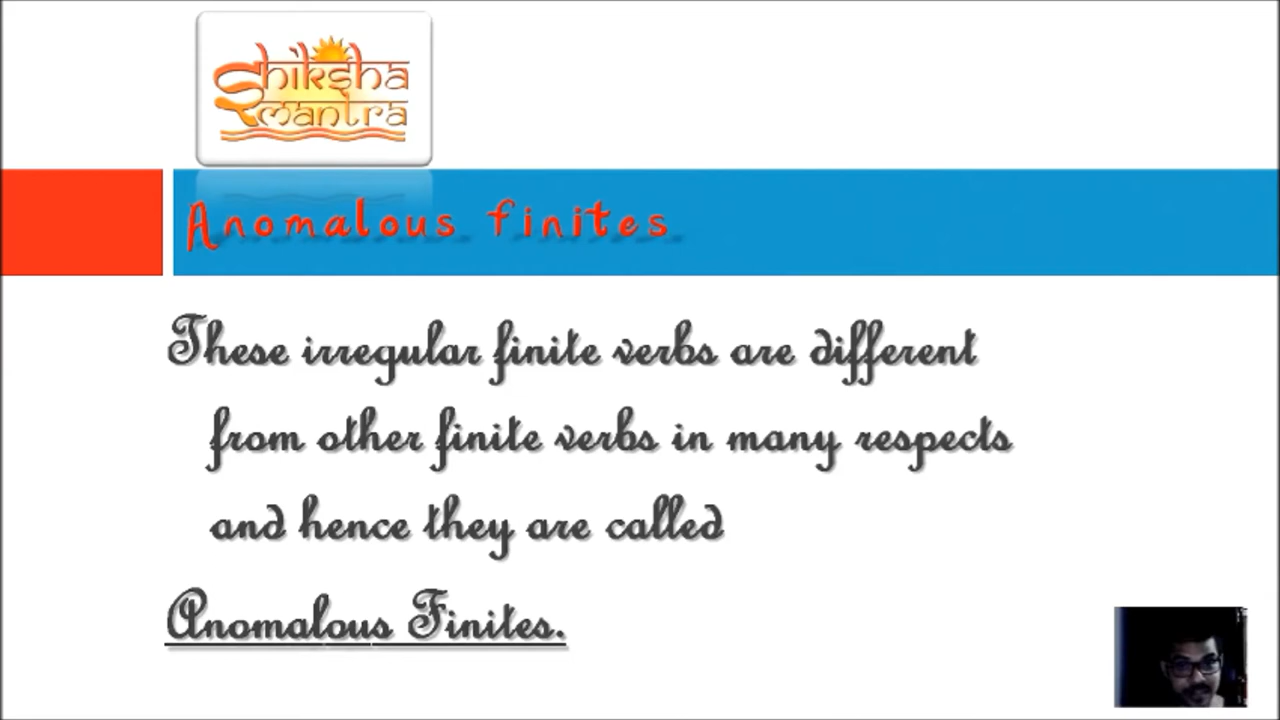 Shiksha
mantra
Anomalous finites
These irregular finite verbs are different
from other finite verbs in many respects
and hence they are called
Anomalous Finites.